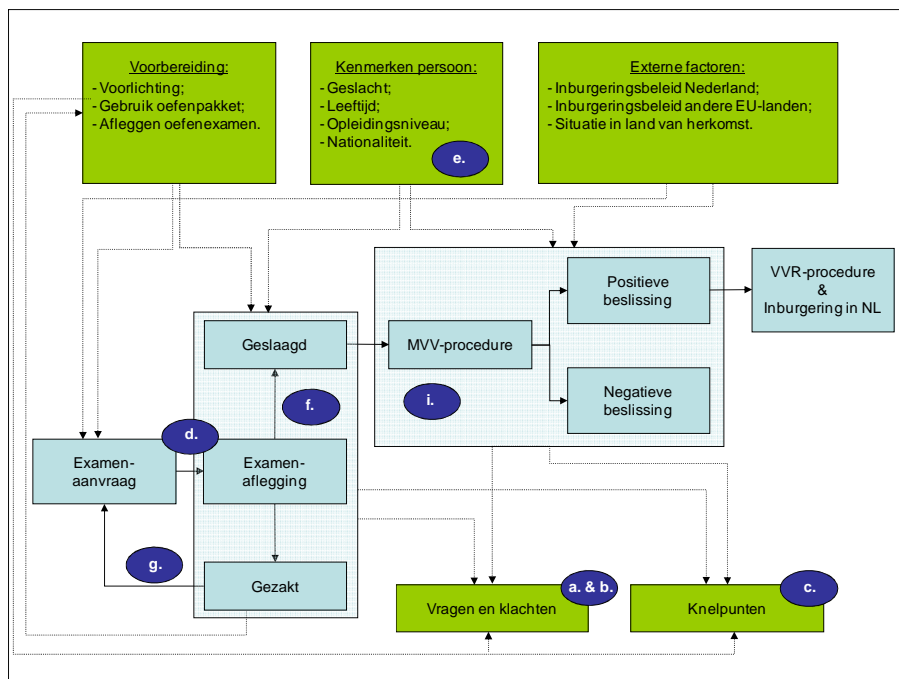 Voorbereiding:
- Voorlichting;
- Gebruik oefenpakket;
- Afleggen oefenexamen.
Kenmerken persoon:
- Geslacht;
- Leeftijd;
- Opleidingsniveau;
- Nationaliteit.
e.
Externe factoren:
- Inburgeringsbeleid Nederland;
- Inburgeringsbeleid andere EU-landen;
- Situatie in land van herkomst.
Geslaagd
MVV-procedure
Positieve
beslissing
VVR-procedure
&
Inburgering in NL
f.
i.
Negatieve
beslissing
d.
Examen-
aanvraag
Examen-
aflegging
g.
Gezakt
a. & b.
Vragen en klachten
c.
Knelpunten